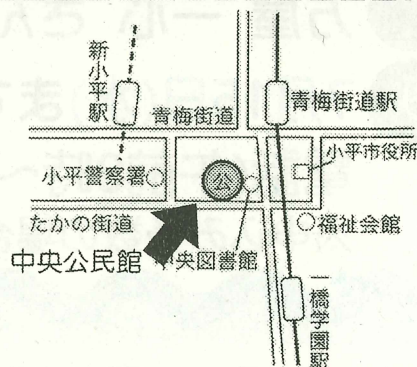 新小平駅
青梅街道
青梅街道駅
小平市役所
小平警察署
公
たかの街道
福祉会館
中央公民館
中央図書館
一橋学園駅